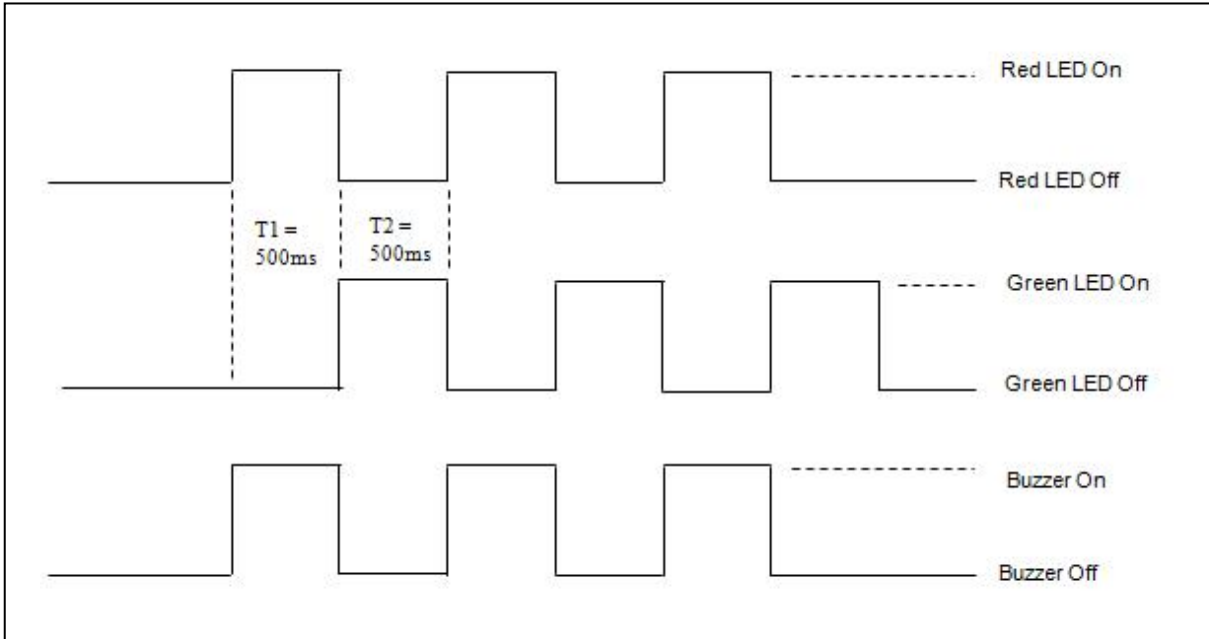 Red LED On
Red LED Off
T1 =
500ms
T2 =
500ms
Green LED On
Green LED Off
Buzzer On
Buzzer Off